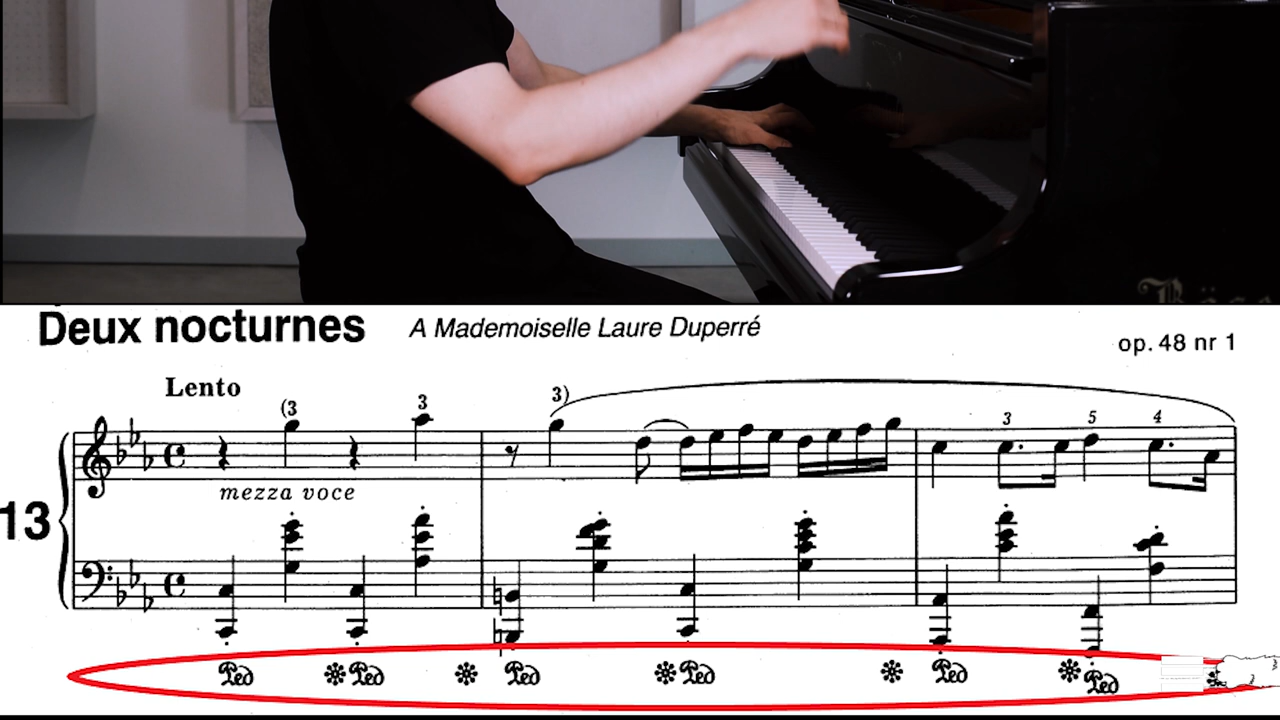 Deux nocturnes
A Mademoiselle Laure Duperré
op. 48 nr 1
Lento
(3 3 3) 3 5 4
mezza voce
13
Ped * Ped * Ped * Ped * Ped * Ped